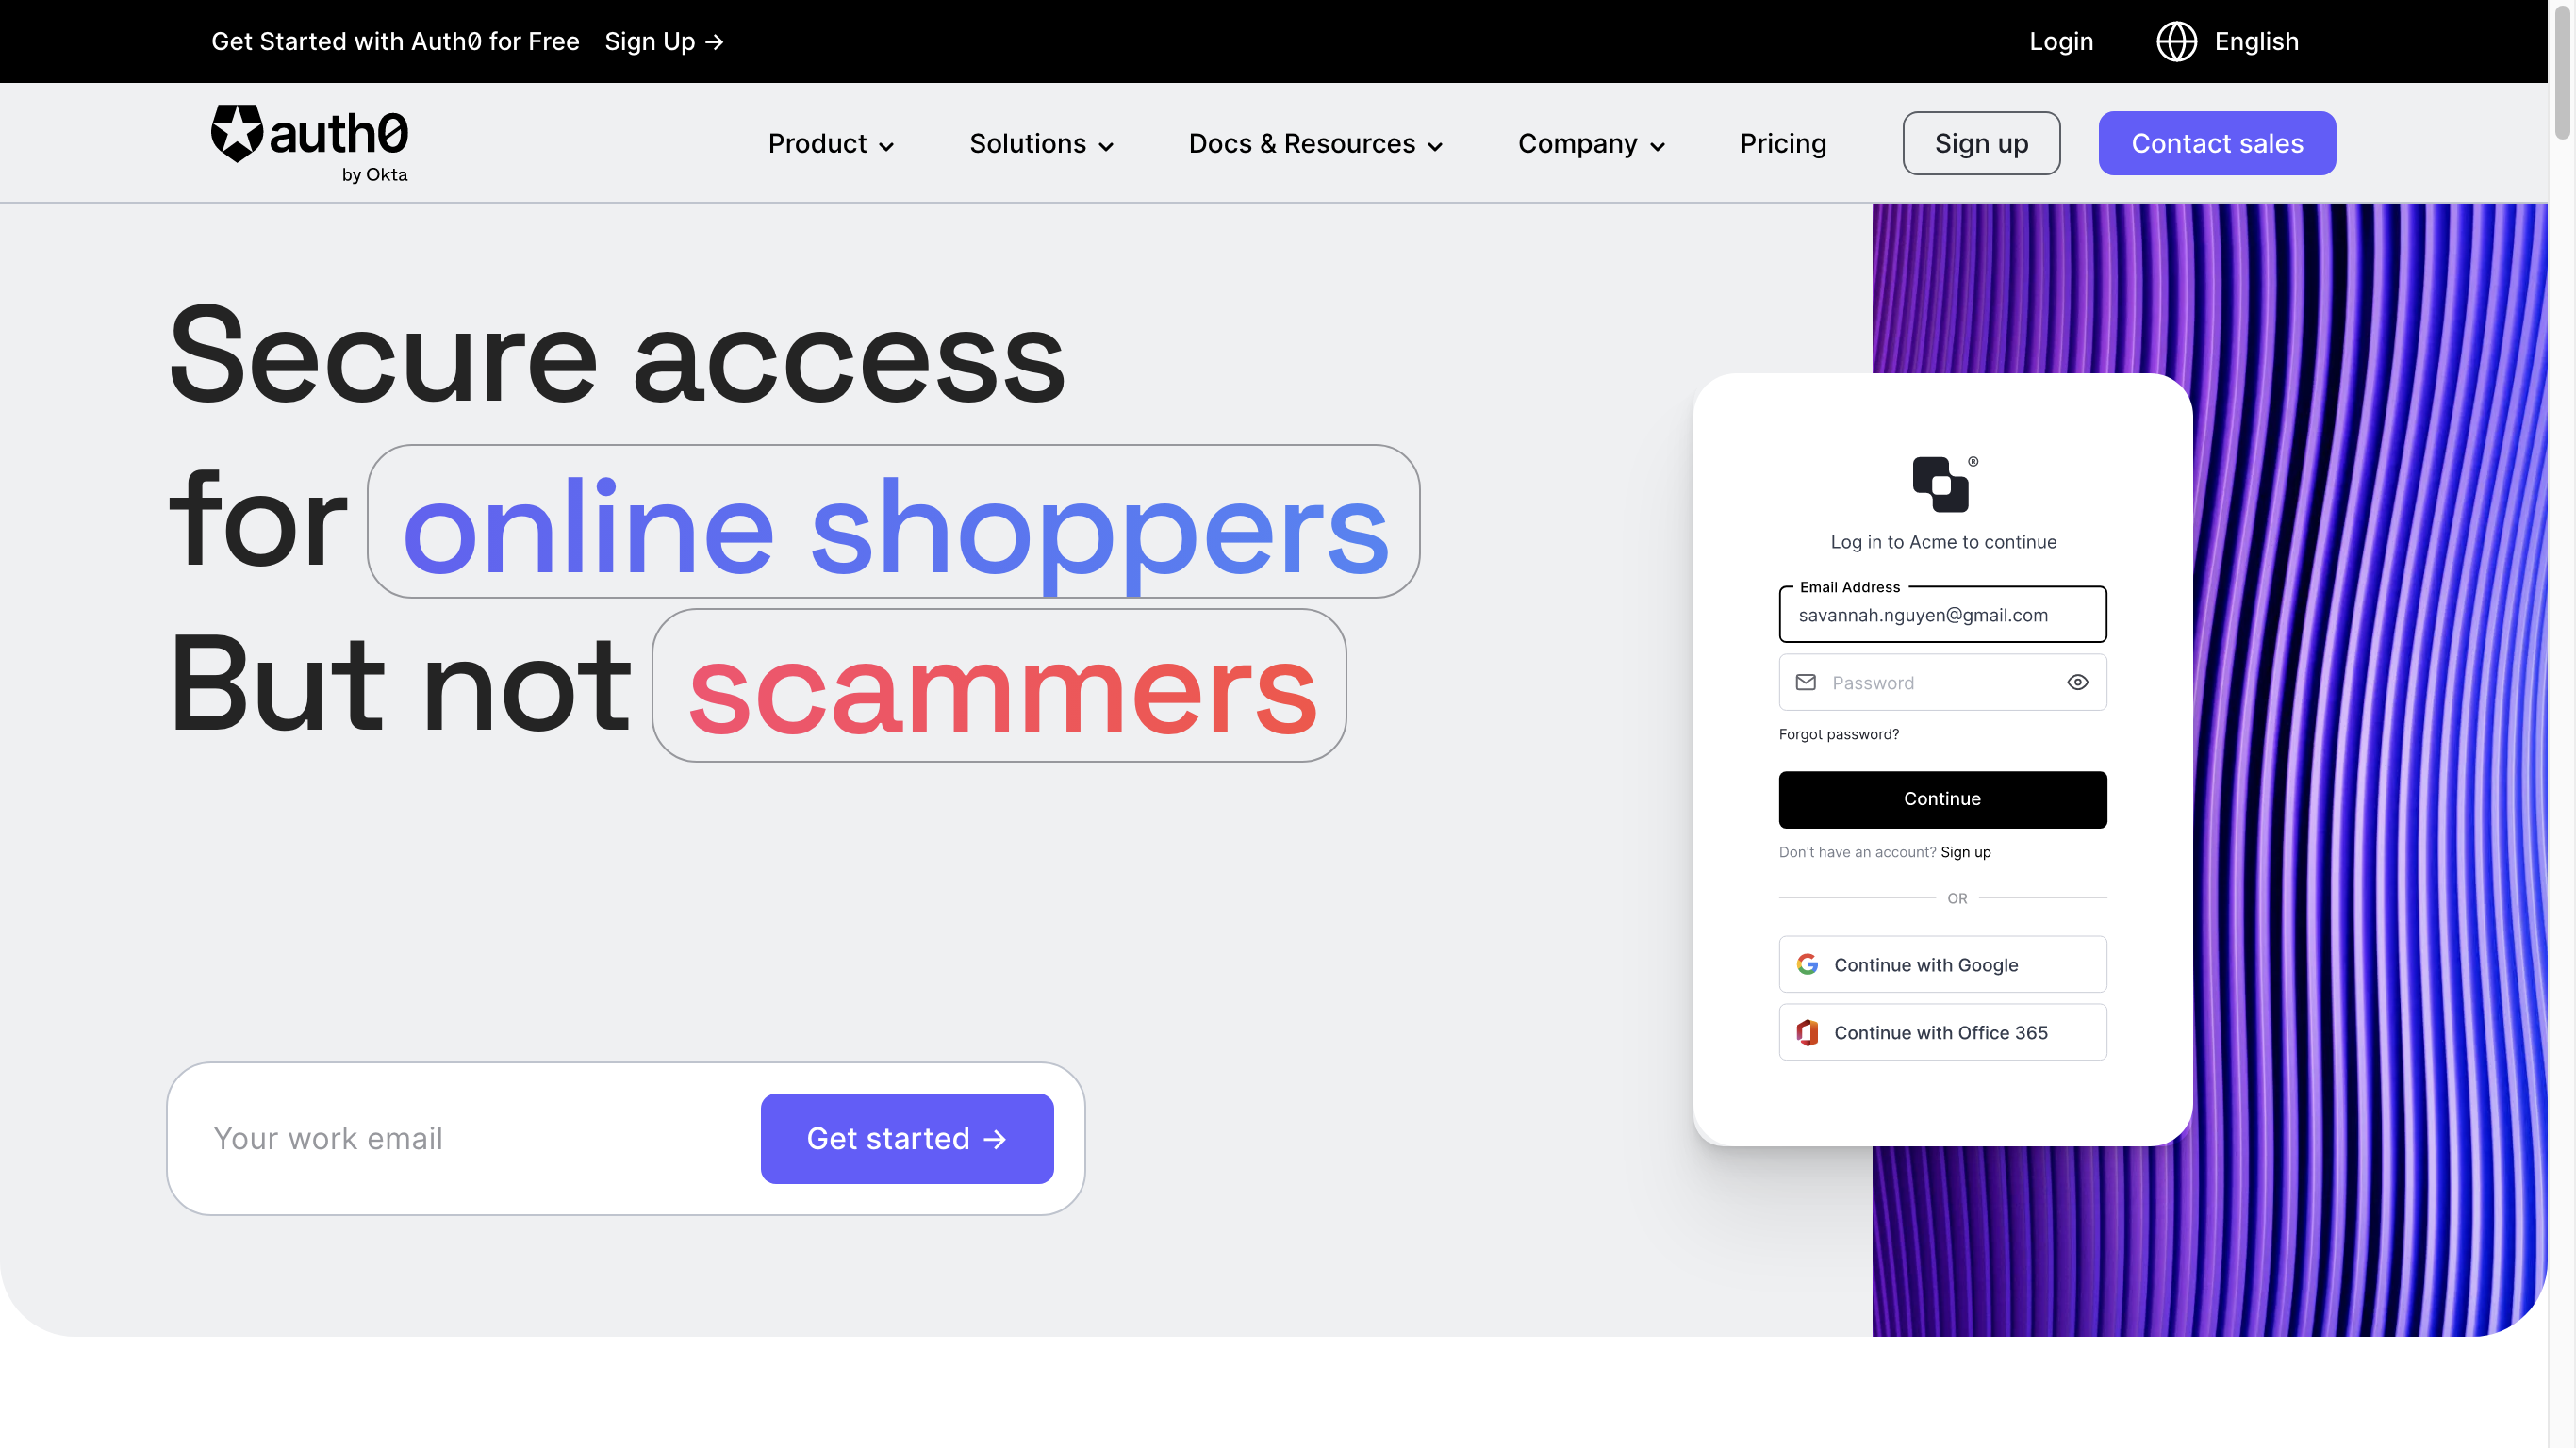 Get Started with Auth0 for Free Sign Up →
Login English
auth0
by Okta
Product Solutions Docs & Resources Company Pricing Sign up Contact sales
Secure access
for online shoppers
But not scammers
Your work email Get started →
®
Log in to Acme to continue
Email Address
savannah.nguyen@gmail.com
Password
Forgot password?
Continue
Don't have an account? Sign up
OR
Continue with Google
Continue with Office 365